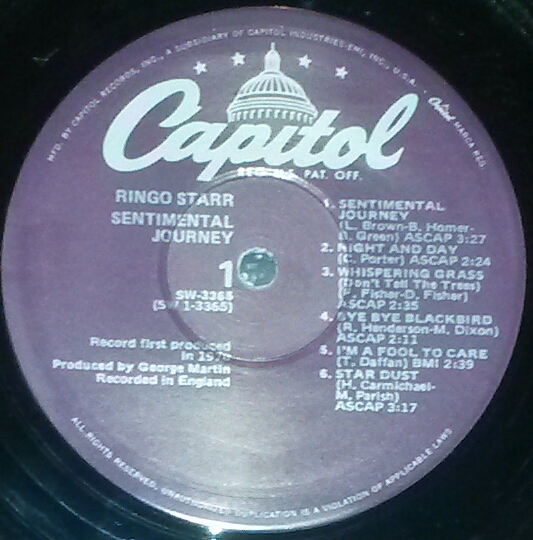 MFD. BY CAPITOL RECORDS, INC., A SUBSIDIARY OF CAPITOL INDUSTRIES-EMI, INC., U.S.A. · Capitol MARCA REG.
Capitol
REG. U.S. PAT. OFF.
RINGO STARR
SENTIMENTAL
JOURNEY
1
SW-3365
(SW 1-3365)
Record first produced
in
Produced by George Martin
Recorded in England
1. SENTIMENTAL
JOURNEY
(L. Brown-B. Homer-
B. Green) ASCAP 3:27
2. NIGHT AND DAY
(C. Porter) ASCAP 2:24
3. WHISPERING GRASS
(Don't Tell The Trees)
(F. Fisher-D. Fisher)
ASCAP 2:35
4. BYE BYE BLACKBIRD
(R. Henderson-M. Dixon)
ASCAP 2:11
5. I'M A FOOL TO CARE
(T. Daffan) BMI 2:39
6. STAR DUST
(H. Carmichael-
M. Parish)
ASCAP 3:17
ALL RIGHTS RESERVED, UNAUTHORIZED DUPLICATION IS A VIOLATION OF APPLICABLE LAWS